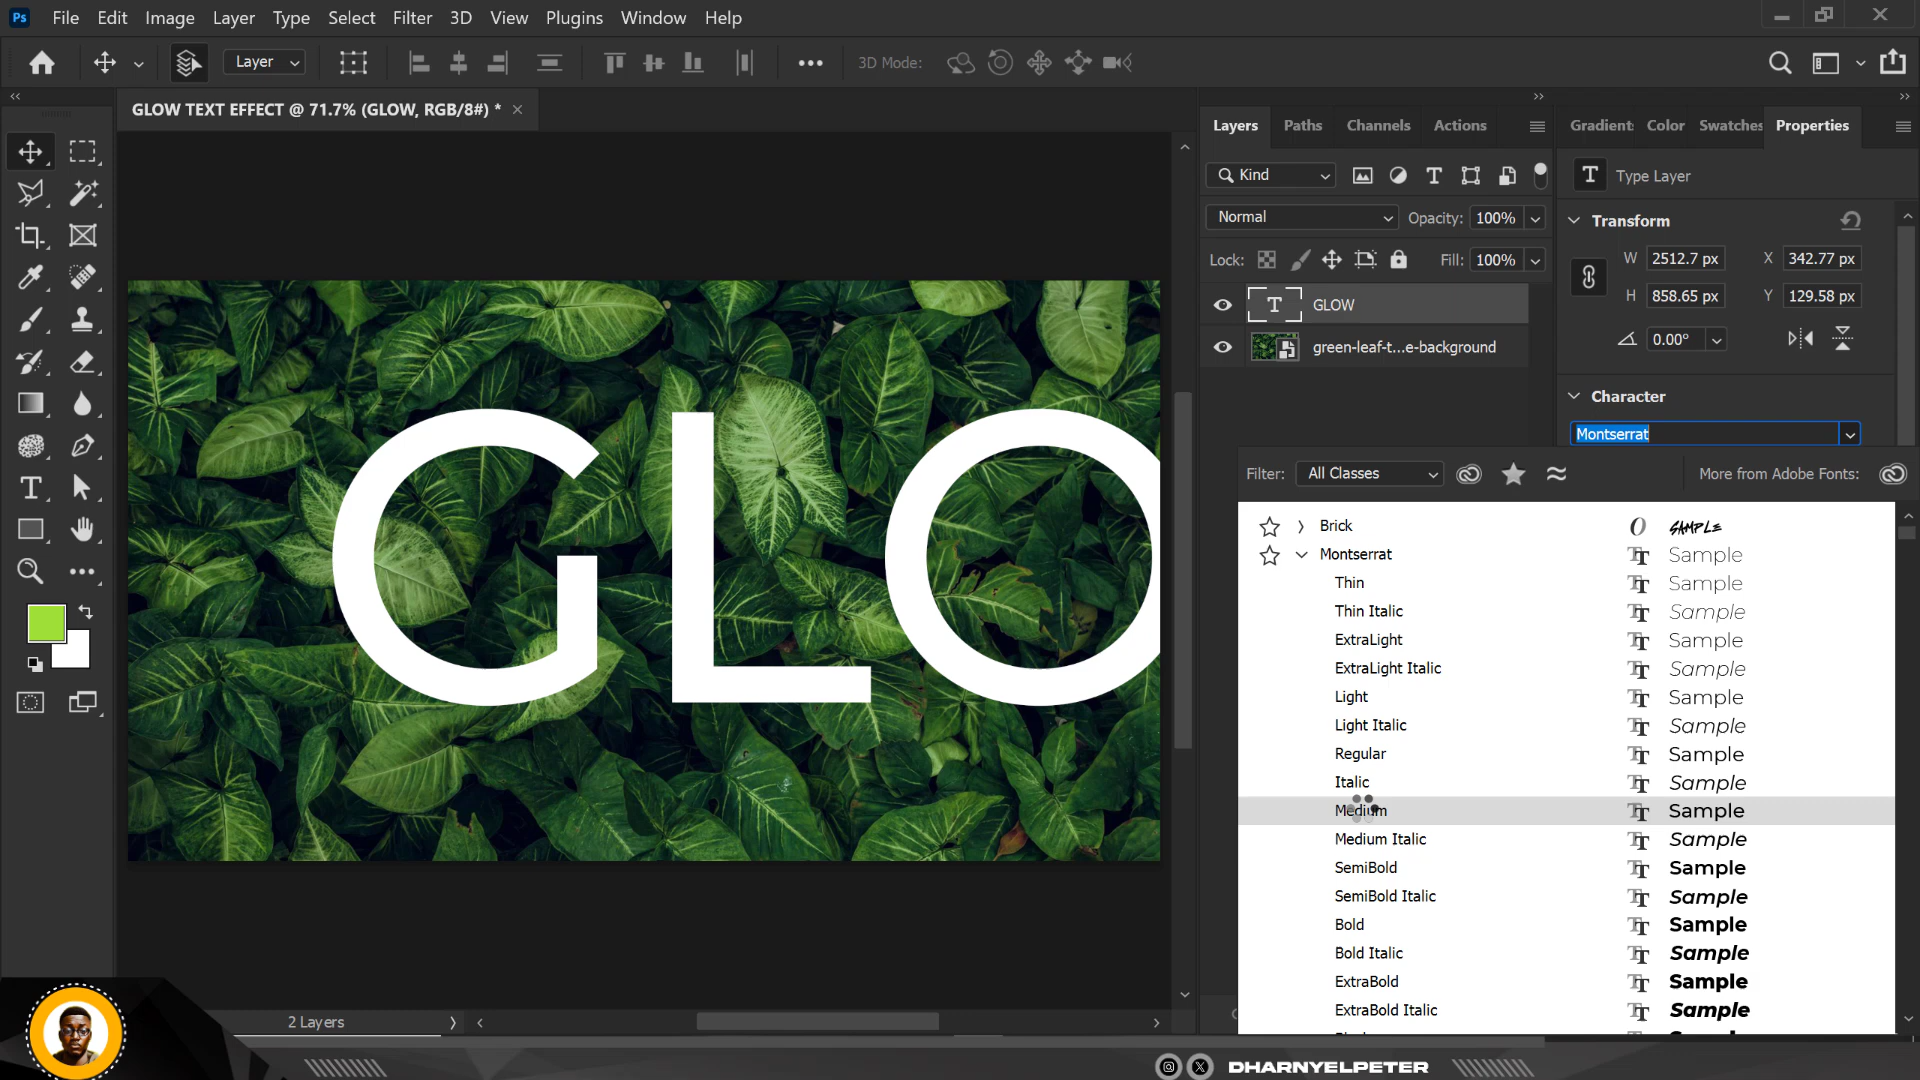 Ps File Edit Image Layer Type Select Filter 3D View Plugins Window Help
Layer 3D Mode:
GLOW TEXT EFFECT @ 71.7% (GLOW, RGB/8#) *
Layers Paths Channels Actions
Gradient Color Swatches Properties
Kind
Type Layer
Normal Opacity: 100%
Transform
Lock: Fill: 100%
W 2512.7 px X 342.77 px
H 858.65 px Y 129.58 px
GLOW
0.00°
green-leaf-t...e-background
Character
Montserrat
Filter: All Classes More from Adobe Fonts:
Brick SAMPLE
Montserrat Sample
Thin Sample
Thin Italic Sample
ExtraLight Sample
ExtraLight Italic Sample
Light Sample
Light Italic Sample
Regular Sample
Italic Sample
Medium Sample
Medium Italic Sample
SemiBold Sample
SemiBold Italic Sample
Bold Sample
Bold Italic Sample
ExtraBold Sample
ExtraBold Italic Sample
GLO
2 Layers
DHARNYELPETER